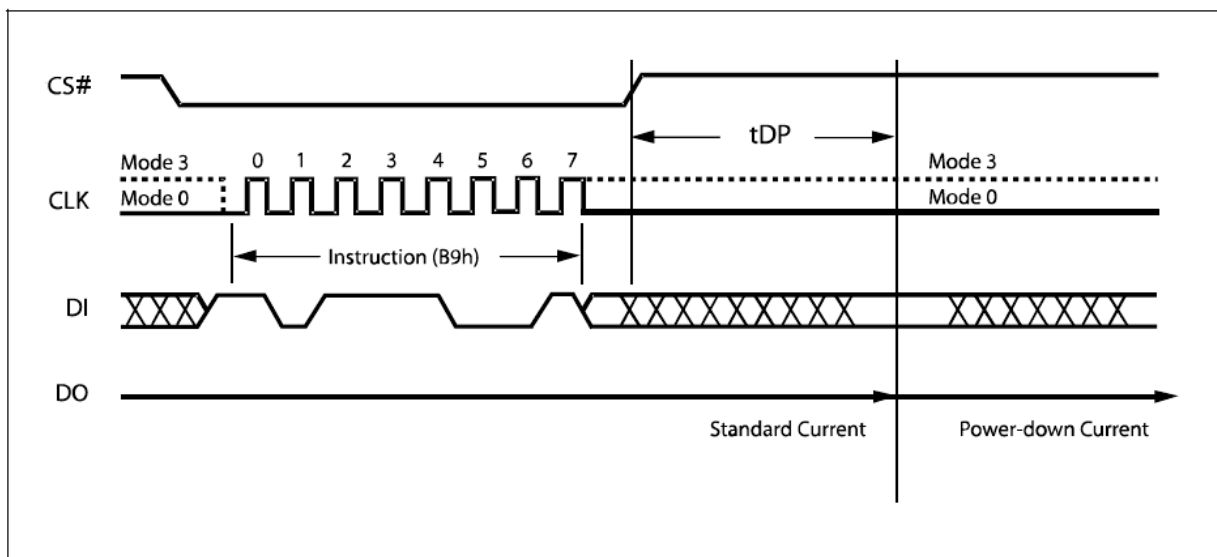 CS#
tDP
Mode 3
0 1 2 3 4 5 6 7
Mode 3
CLK
Mode 0
Mode 0
Instruction (B9h)
DI
DO
Standard Current
Power-down Current